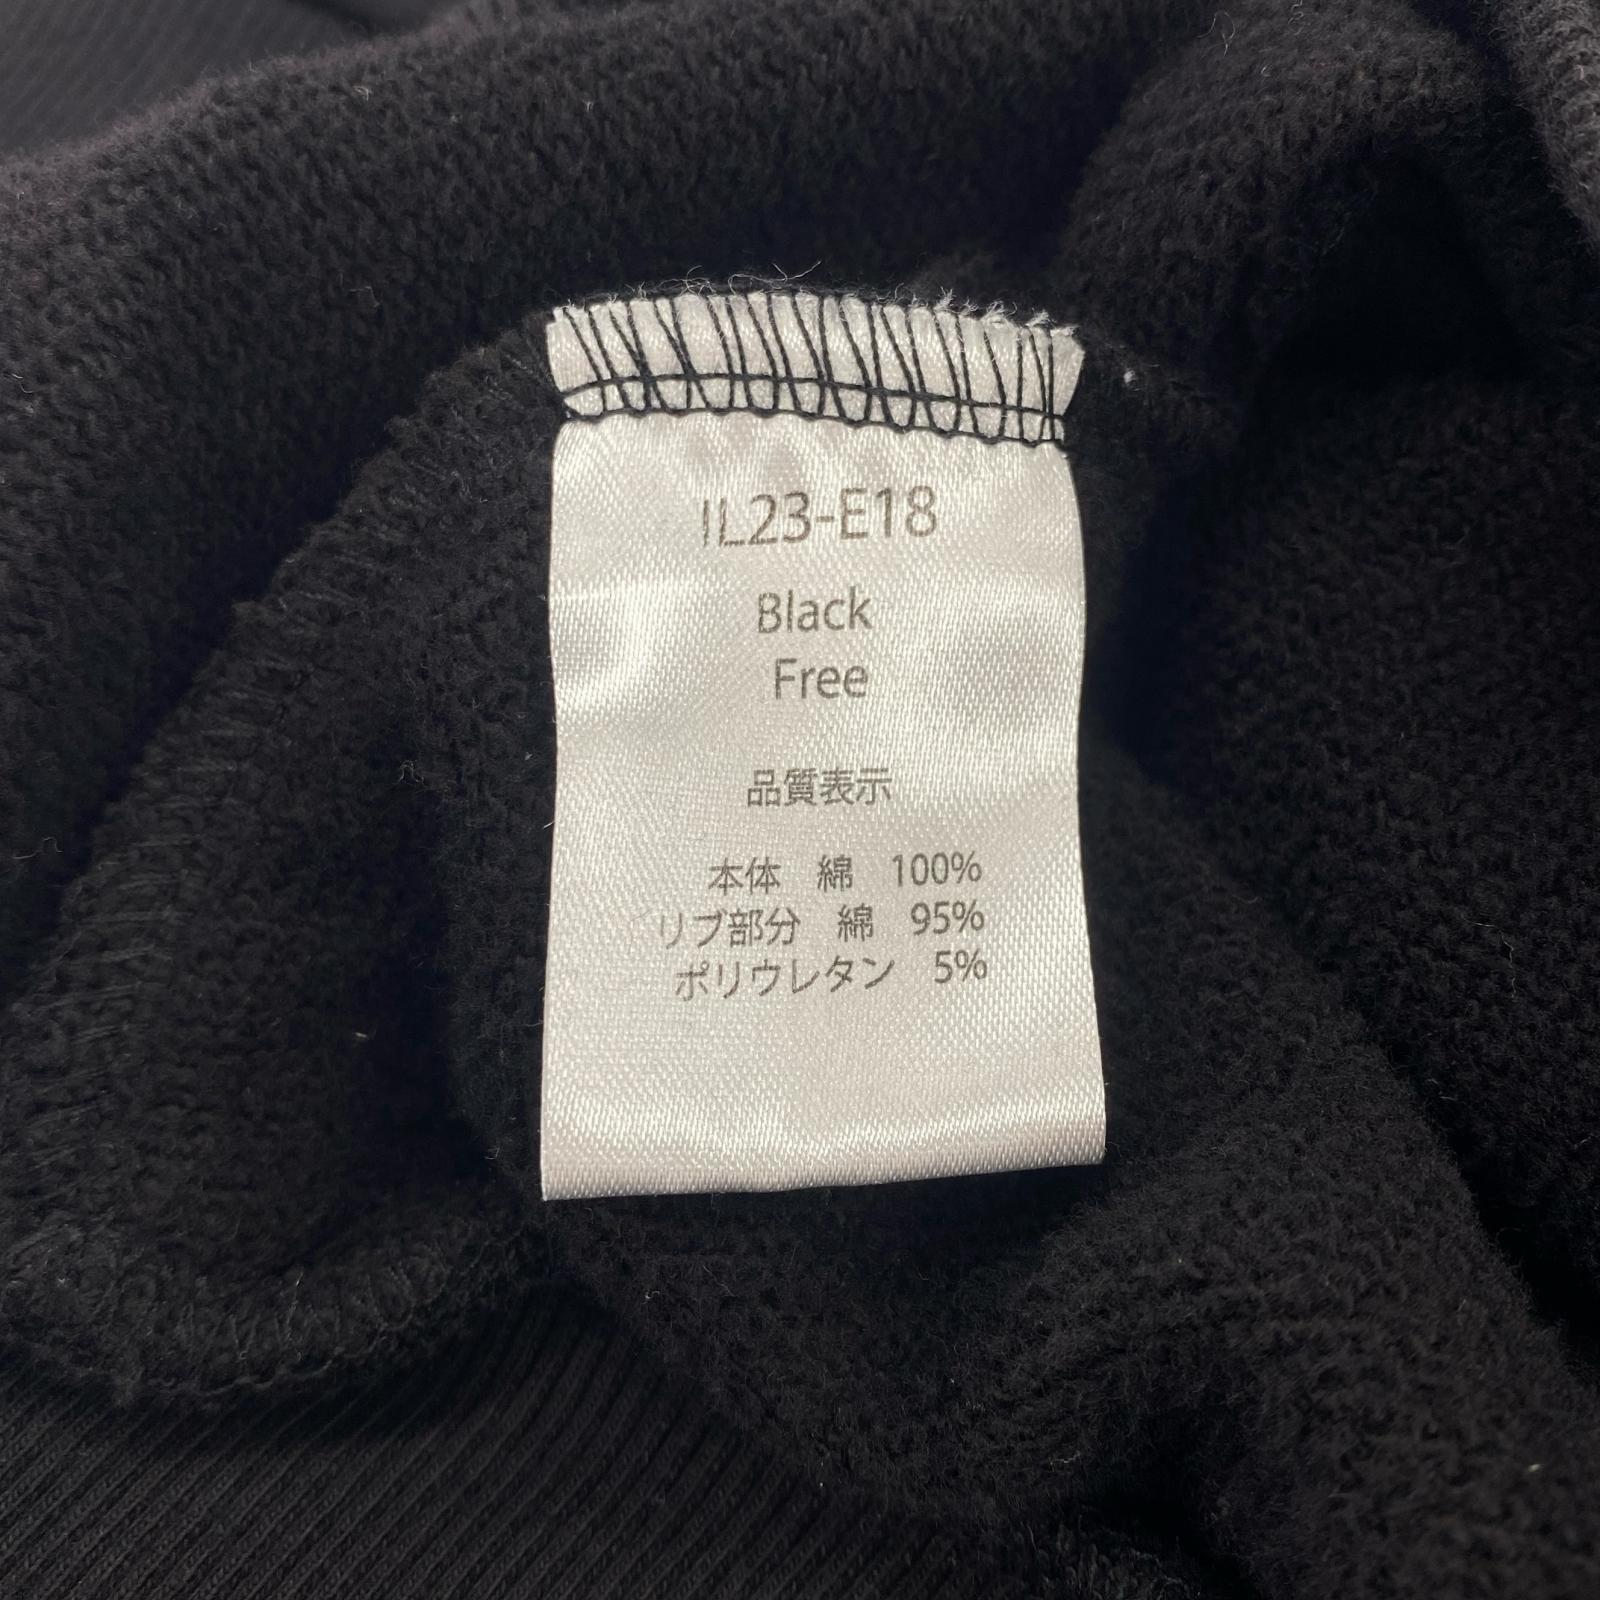 IL23-E18
Black
Free
品質表示
本体　綿　100%
リブ部分　綿　95%
ポリウレタン　5%